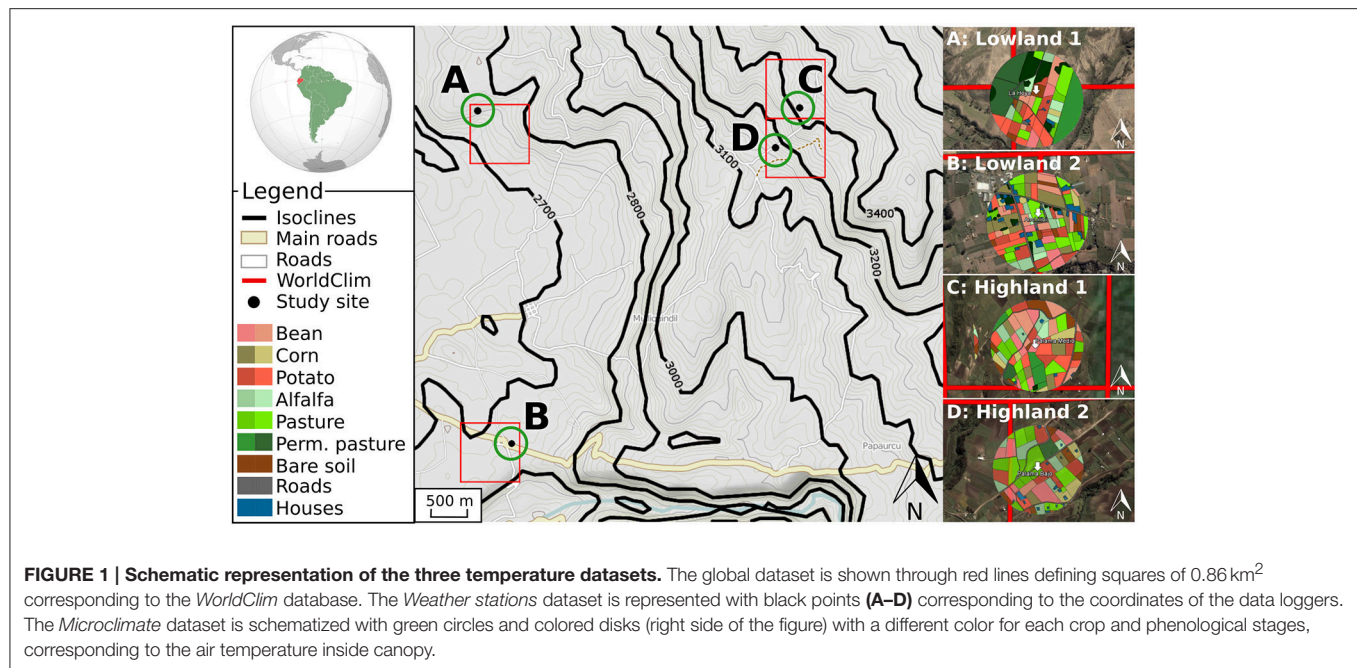 Legend
Isoclines
Main roads
Roads
WorldClim
Study site
Bean
Corn
Potato
Alfalfa
Pasture
Perm. pasture
Bare soil
Roads
Houses
A
B
C
D
2700
2800
3100
3000
3400
3200
Papaurcu
500 m
N
A: Lowland 1
N
B: Lowland 2
N
C: Highland 1
Palama Medio
N
D: Highland 2
Palama Bajo
N
FIGURE 1 | Schematic representation of the three temperature datasets. The global dataset is shown through red lines defining squares of 0.86 km²
corresponding to the WorldClim database. The Weather stations dataset is represented with black points (A–D) corresponding to the coordinates of the data loggers.
The Microclimate dataset is schematized with green circles and colored disks (right side of the figure) with a different color for each crop and phenological stages,
corresponding to the air temperature inside canopy.